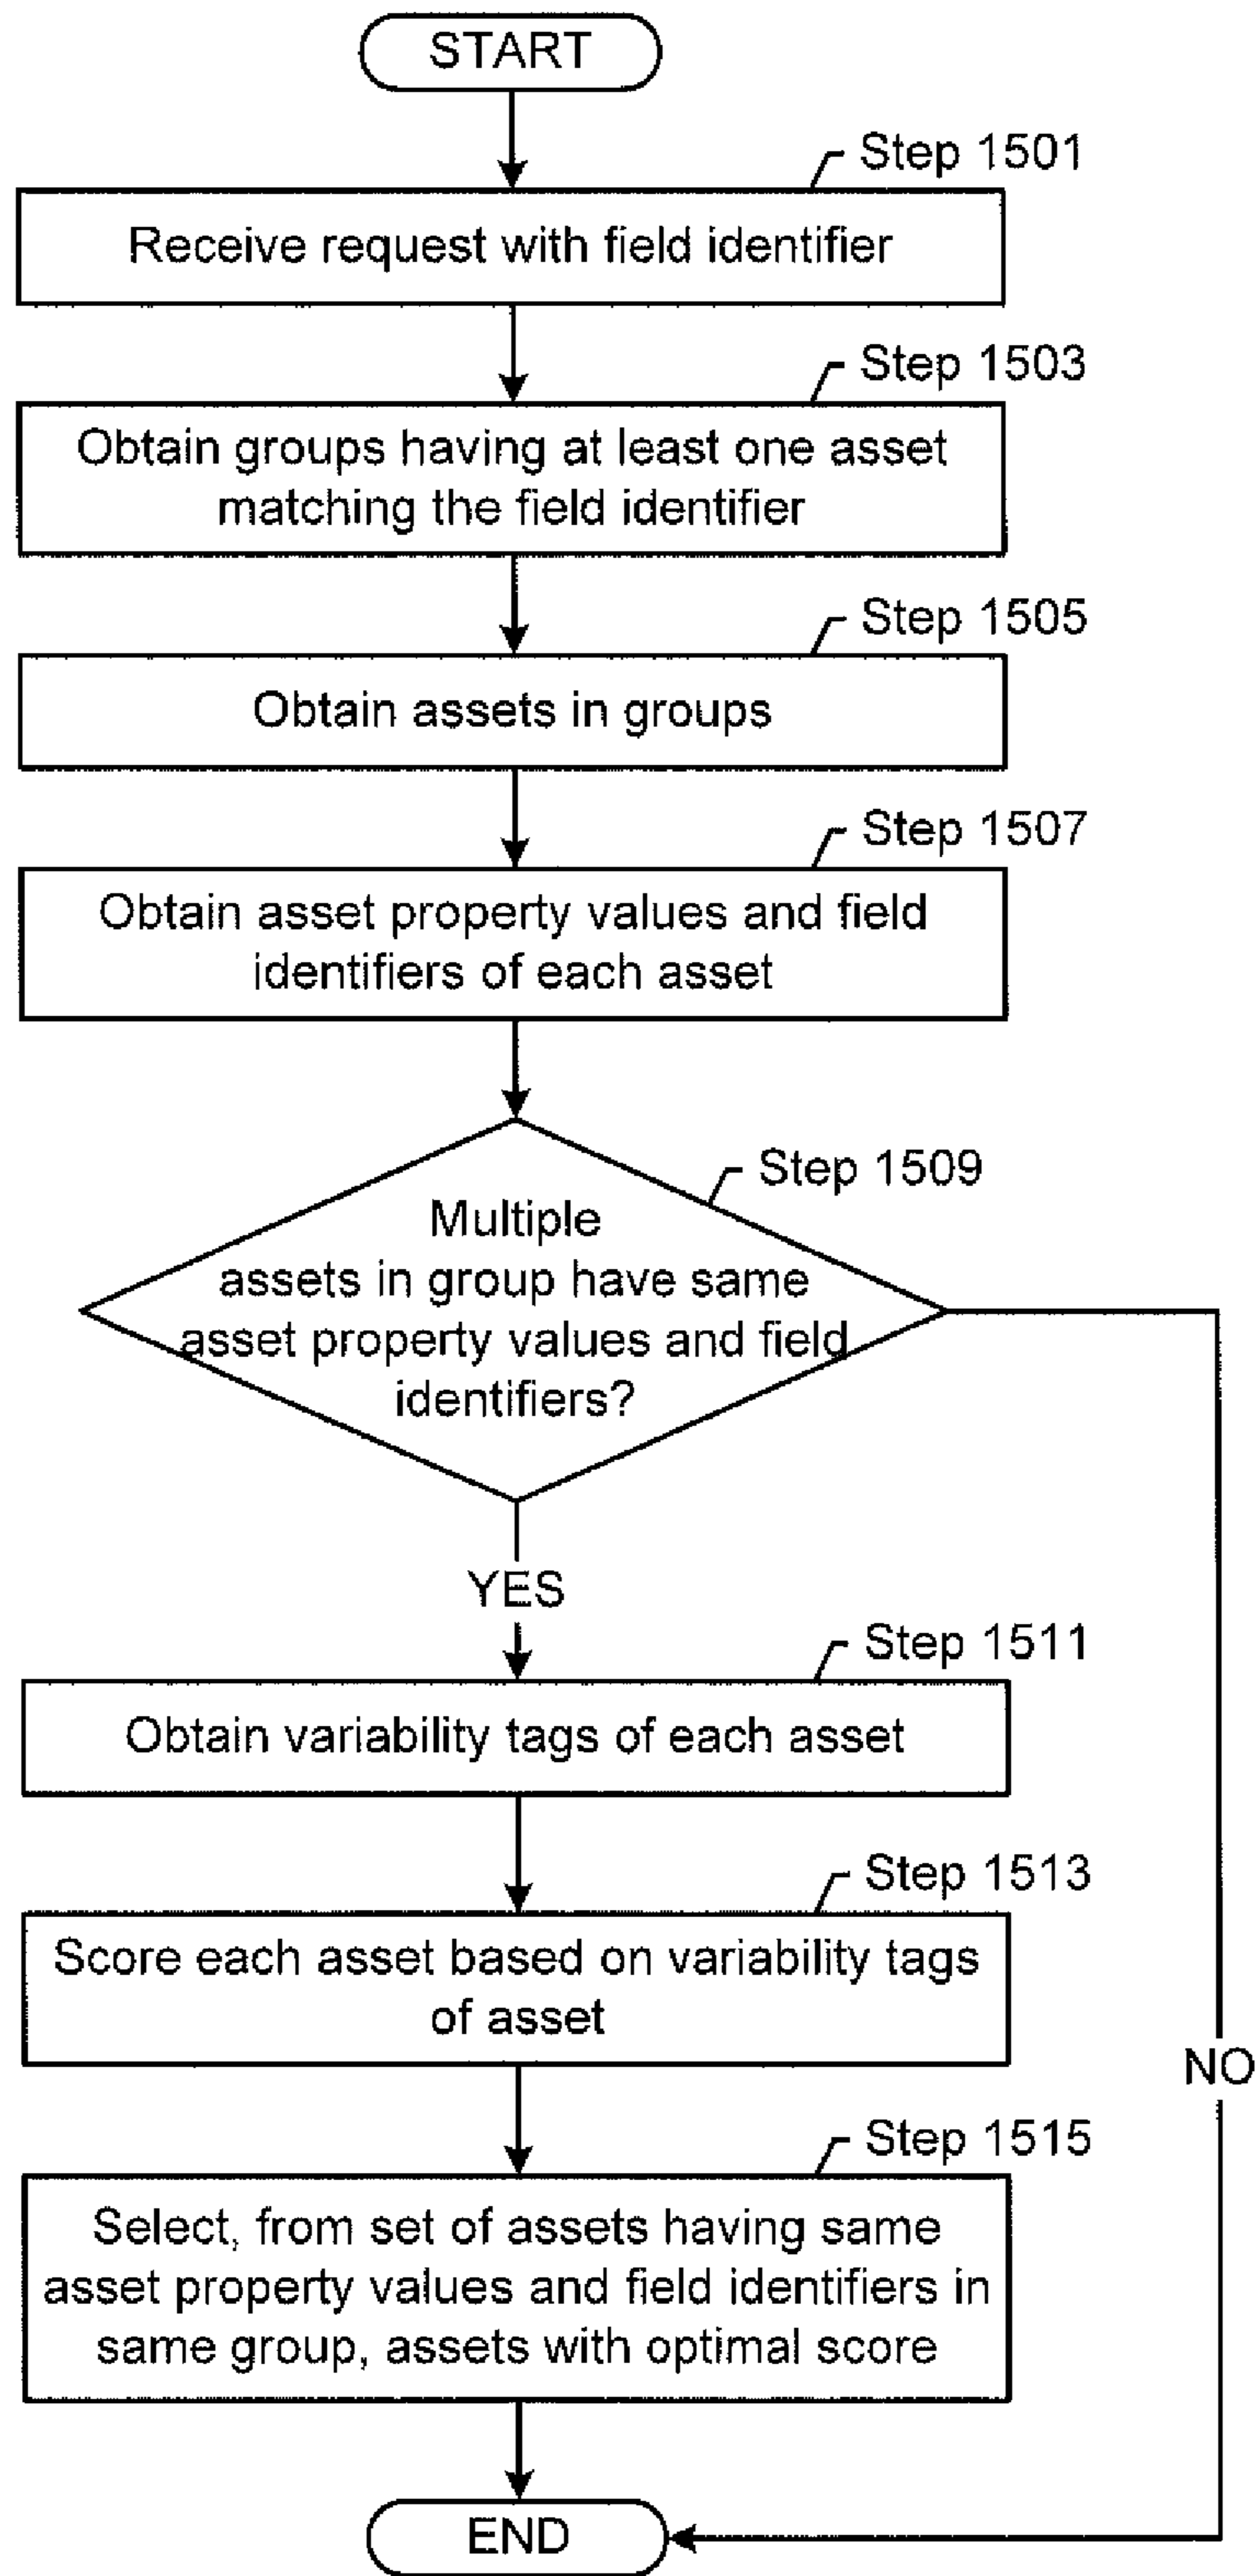 START
Step 1501
Receive request with field identifier
Step 1503
Obtain groups having at least one asset
matching the field identifier
Step 1505
Obtain assets in groups
Step 1507
Obtain asset property values and field
identifiers of each asset
Step 1509
Multiple
assets in group have same
asset property values and field
identifiers?
YES
Step 1511
Obtain variability tags of each asset
Step 1513
Score each asset based on variability tags
of asset
NO
Step 1515
Select, from set of assets having same
asset property values and field identifiers in
same group, assets with optimal score
END